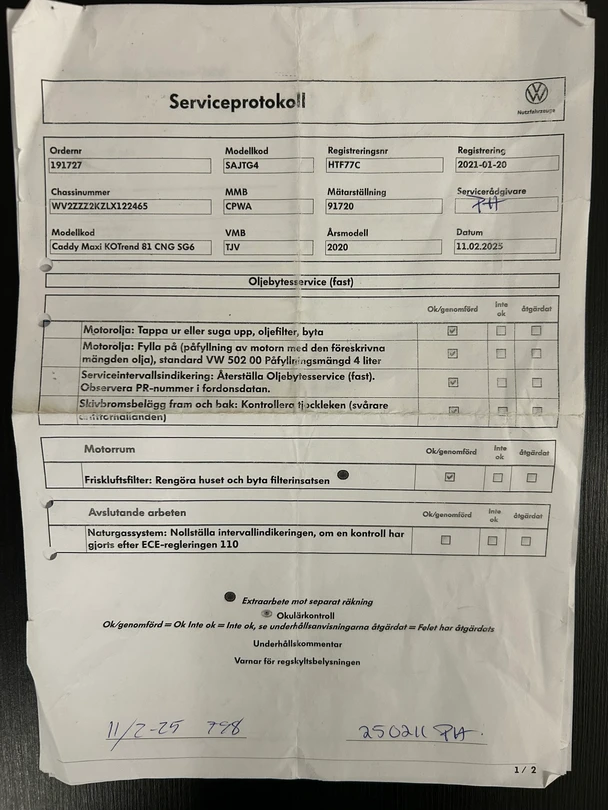 Serviceprotokoll
Nutzfahrzeuge
Ordernr Modellkod Registreringsnr Registrering
191727 SAJTG4 HTF77C 2021-01-20
Chassinummer MMB Mätarställning Servicerådgivare
WV2ZZZ2KZLX122465 CPWA 91720 PH
Modellkod VMB Årsmodell Datum
Caddy Maxi KOTrend 81 CNG SG6 TJV 2020 11.02.2025
Oljebytesservice (fast)
Ok/genomförd Inte ok åtgärdat
Motorolja: Tappa ur eller suga upp, oljefilter, byta
Motorolja: Fylla på (påfyllning av motorn med den föreskrivna
mängden olja), standard VW 502 00 Påfyllningsmängd 4 liter
Serviceintervallsindikering: Återställa Oljebytesservice (fast).
Observera PR-nummer i fordonsdatan.
Skivbromsbelägg fram och bak: Kontrollera tjockleken (svårare
Motorrum Ok/genomförd Inte ok åtgärdat
Friskluftsfilter: Rengöra huset och byta filterinsatsen
Avslutande arbeten Ok/genomförd Inte ok åtgärdat
Naturgassystem: Nollställa intervallindikeringen, om en kontroll har
gjorts efter ECE-regleringen 110
Extraarbete mot separat räkning
Okulärkontroll
Ok/genomförd = Ok Inte ok = Inte ok, se underhållsanvisningarna åtgärdat = Felet har åtgärdats
Underhållskommentar
Varnar för regskyltsbelysningen
11/2-25 798 250211 PH.
1 / 2